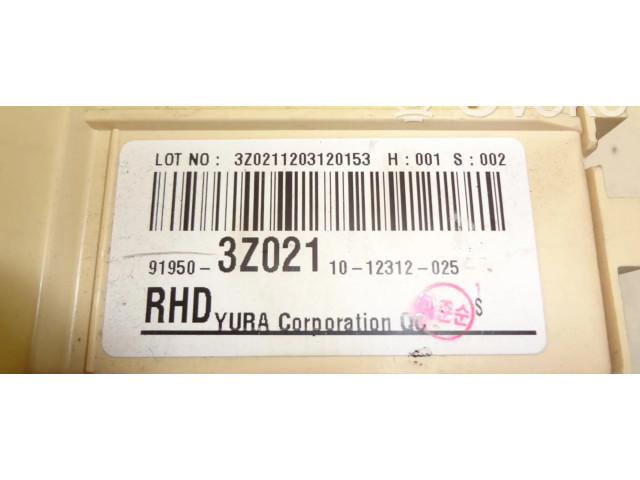 LOT NO : 3Z0211203120153 H : 001 S : 002
91950-3Z021 10-12312-025
RHD YURA Corporation QC
S